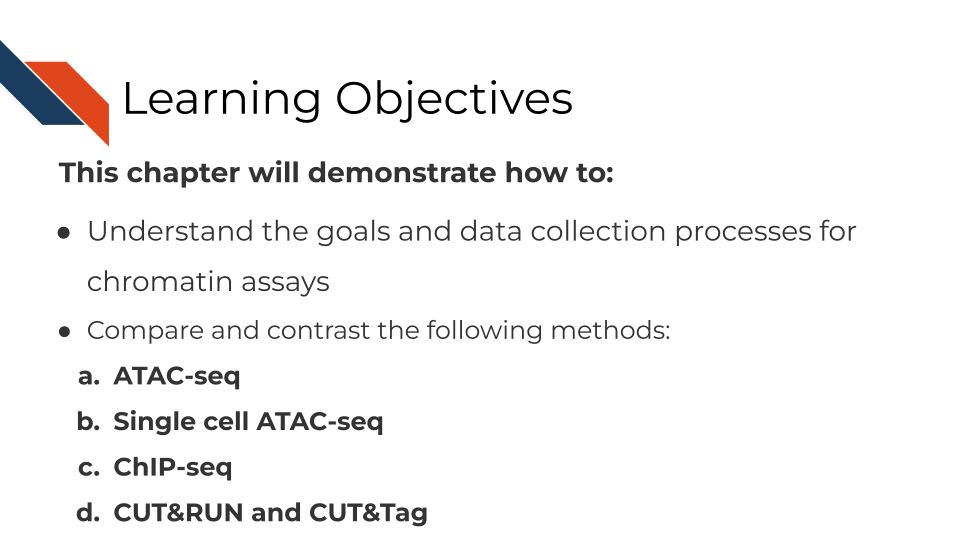 Learning Objectives
This chapter will demonstrate how to:
● Understand the goals and data collection processes for
chromatin assays
● Compare and contrast the following methods:
a. ATAC-seq
b. Single cell ATAC-seq
c. ChIP-seq
d. CUT&RUN and CUT&Tag